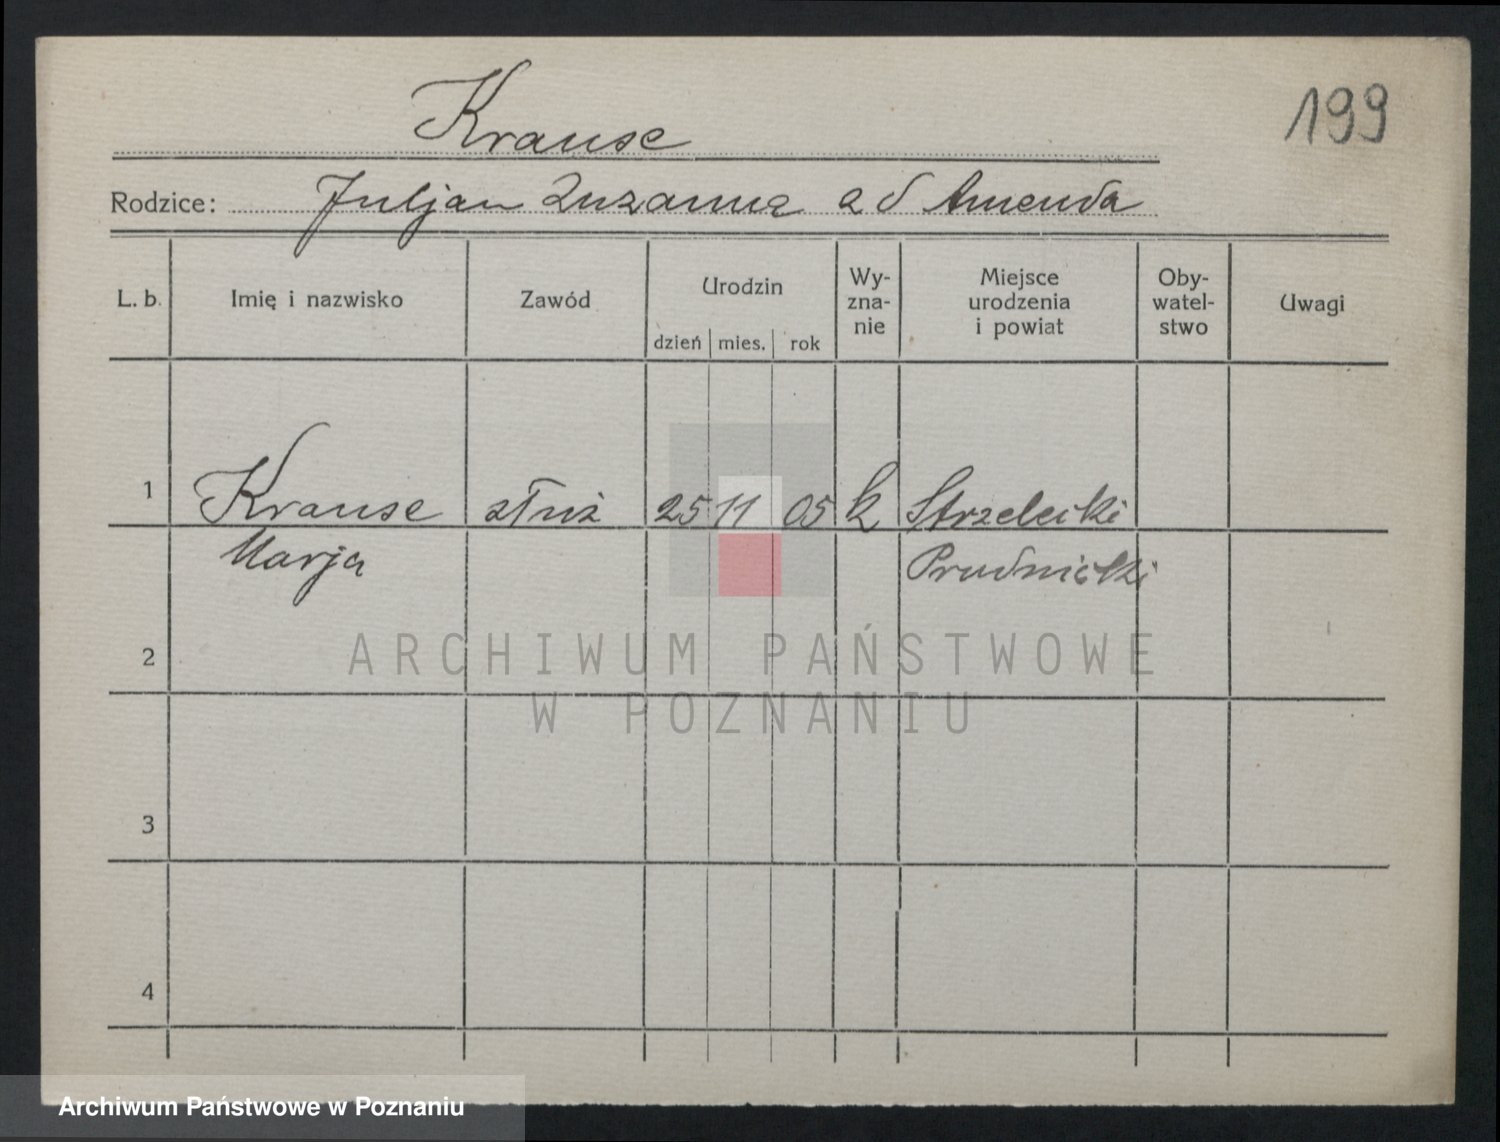 Krause
199
Rodzice: Juljan Zuzanna ad Amenda
L. b. Imię i nazwisko Zawód Urodzin dzień mies. rok Wy-zna-nie Miejsce urodzenia i powiat Oby-watel-stwo Uwagi
1 Krause służ 25 11 05 k Strzelecki
Marja Prudnicki
2
3
4
ARCHIWUM PAŃSTWOWE
W POZNANIU
Archiwum Państwowe w Poznaniu